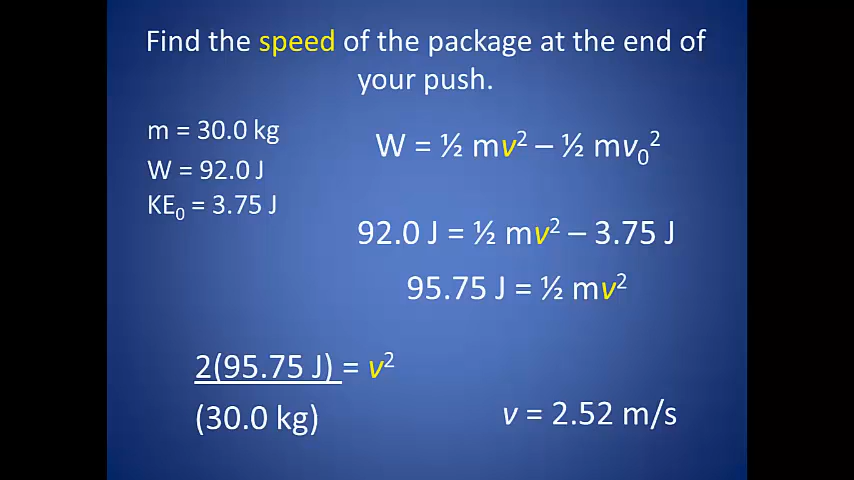 Find the speed of the package at the end of
your push.
m = 30.0 kg
W = 92.0 J
KE₀ = 3.75 J
W = ½ mv² – ½ mv₀²
92.0 J = ½ mv² – 3.75 J
95.75 J = ½ mv²
2(95.75 J) = v²
(30.0 kg)
v = 2.52 m/s